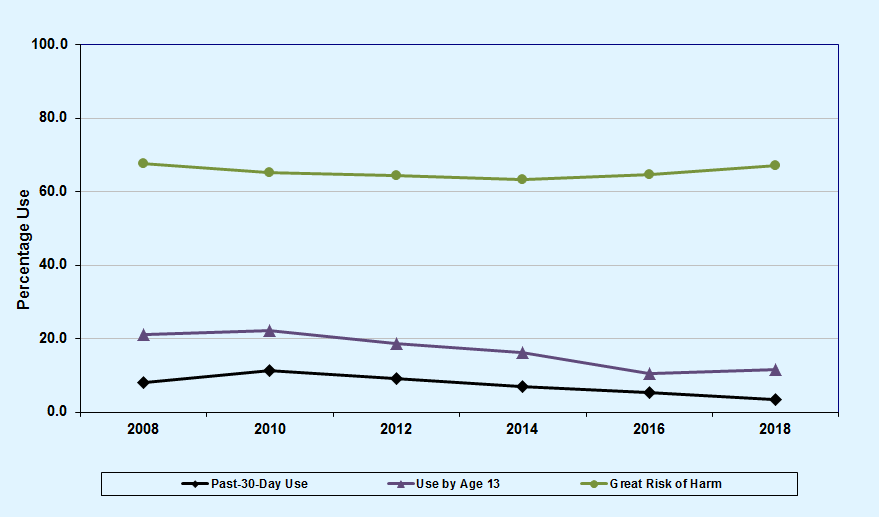 100.0
80.0
60.0
40.0
20.0
0.0
Percentage Use
2008 2010 2012 2014 2016 2018
Past-30-Day Use Use by Age 13 Great Risk of Harm